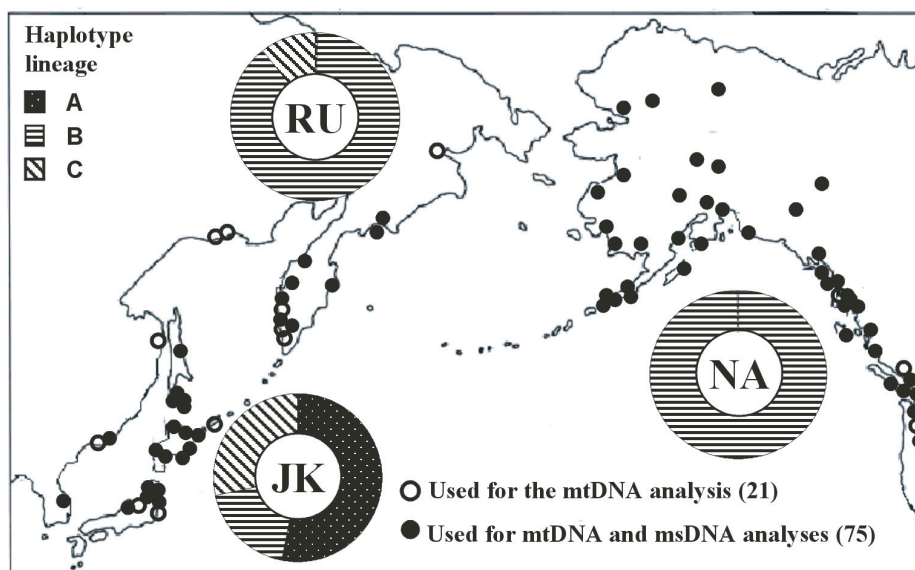 Haplotype
lineage
A
B
C
RU
NA
JK
Used for the mtDNA analysis (21)
Used for mtDNA and msDNA analyses (75)